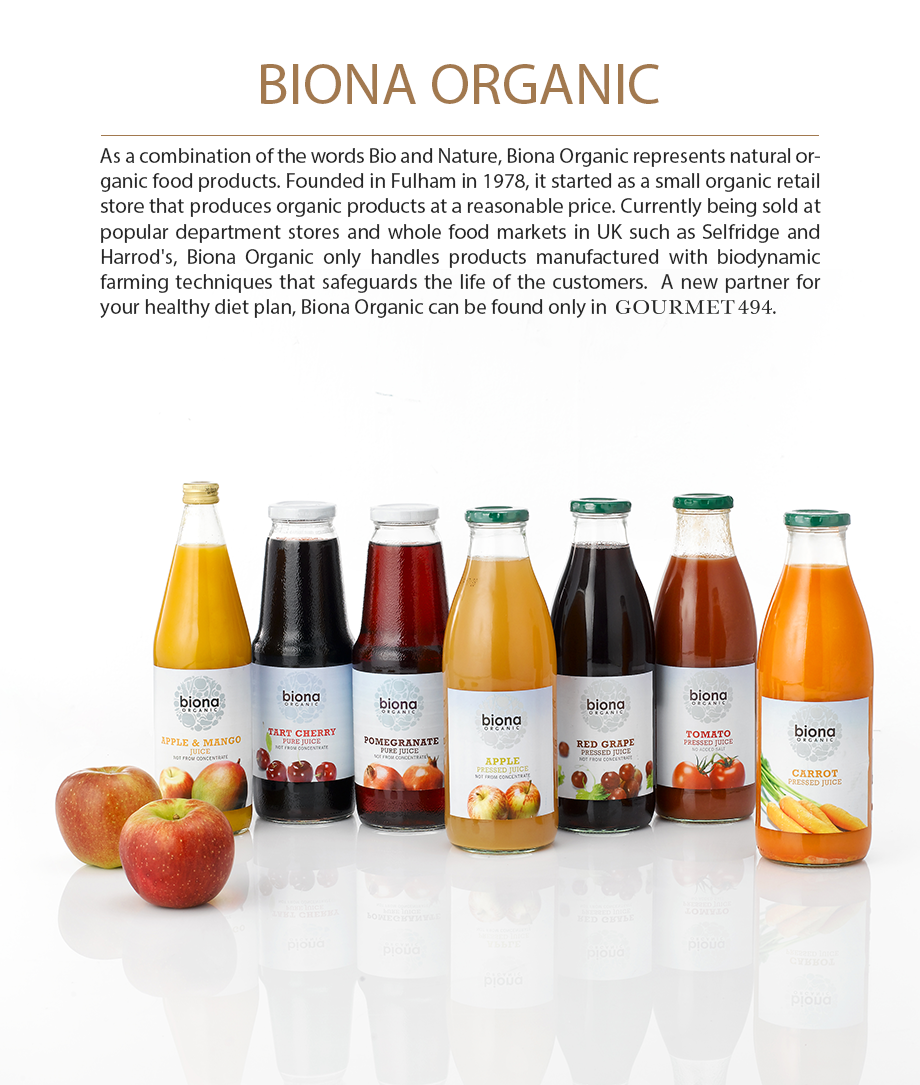 BIONA ORGANIC
As a combination of the words Bio and Nature, Biona Organic represents natural or-
ganic food products. Founded in Fulham in 1978, it started as a small organic retail
store that produces organic products at a reasonable price. Currently being sold at
popular department stores and whole food markets in UK such as Selfridge and
Harrod's, Biona Organic only handles products manufactured with biodynamic
farming techniques that safeguards the life of the customers.  A new partner for
your healthy diet plan, Biona Organic can be found only in GOURMET 494.
biona
ORGANIC
APPLE & MANGO
JUICE
NOT FROM CONCENTRATE
biona
ORGANIC
TART CHERRY
PURE JUICE
NOT FROM CONCENTRATE
biona
ORGANIC
POMEGRANATE
PURE JUICE
NOT FROM CONCENTRATE
biona
ORGANIC
APPLE
PRESSED JUICE
NOT FROM CONCENTRATE
biona
ORGANIC
RED GRAPE
PRESSED JUICE
NOT FROM CONCENTRATE
biona
ORGANIC
TOMATO
PRESSED JUICE
NO ADDED SALT
biona
ORGANIC
CARROT
PRESSED JUICE